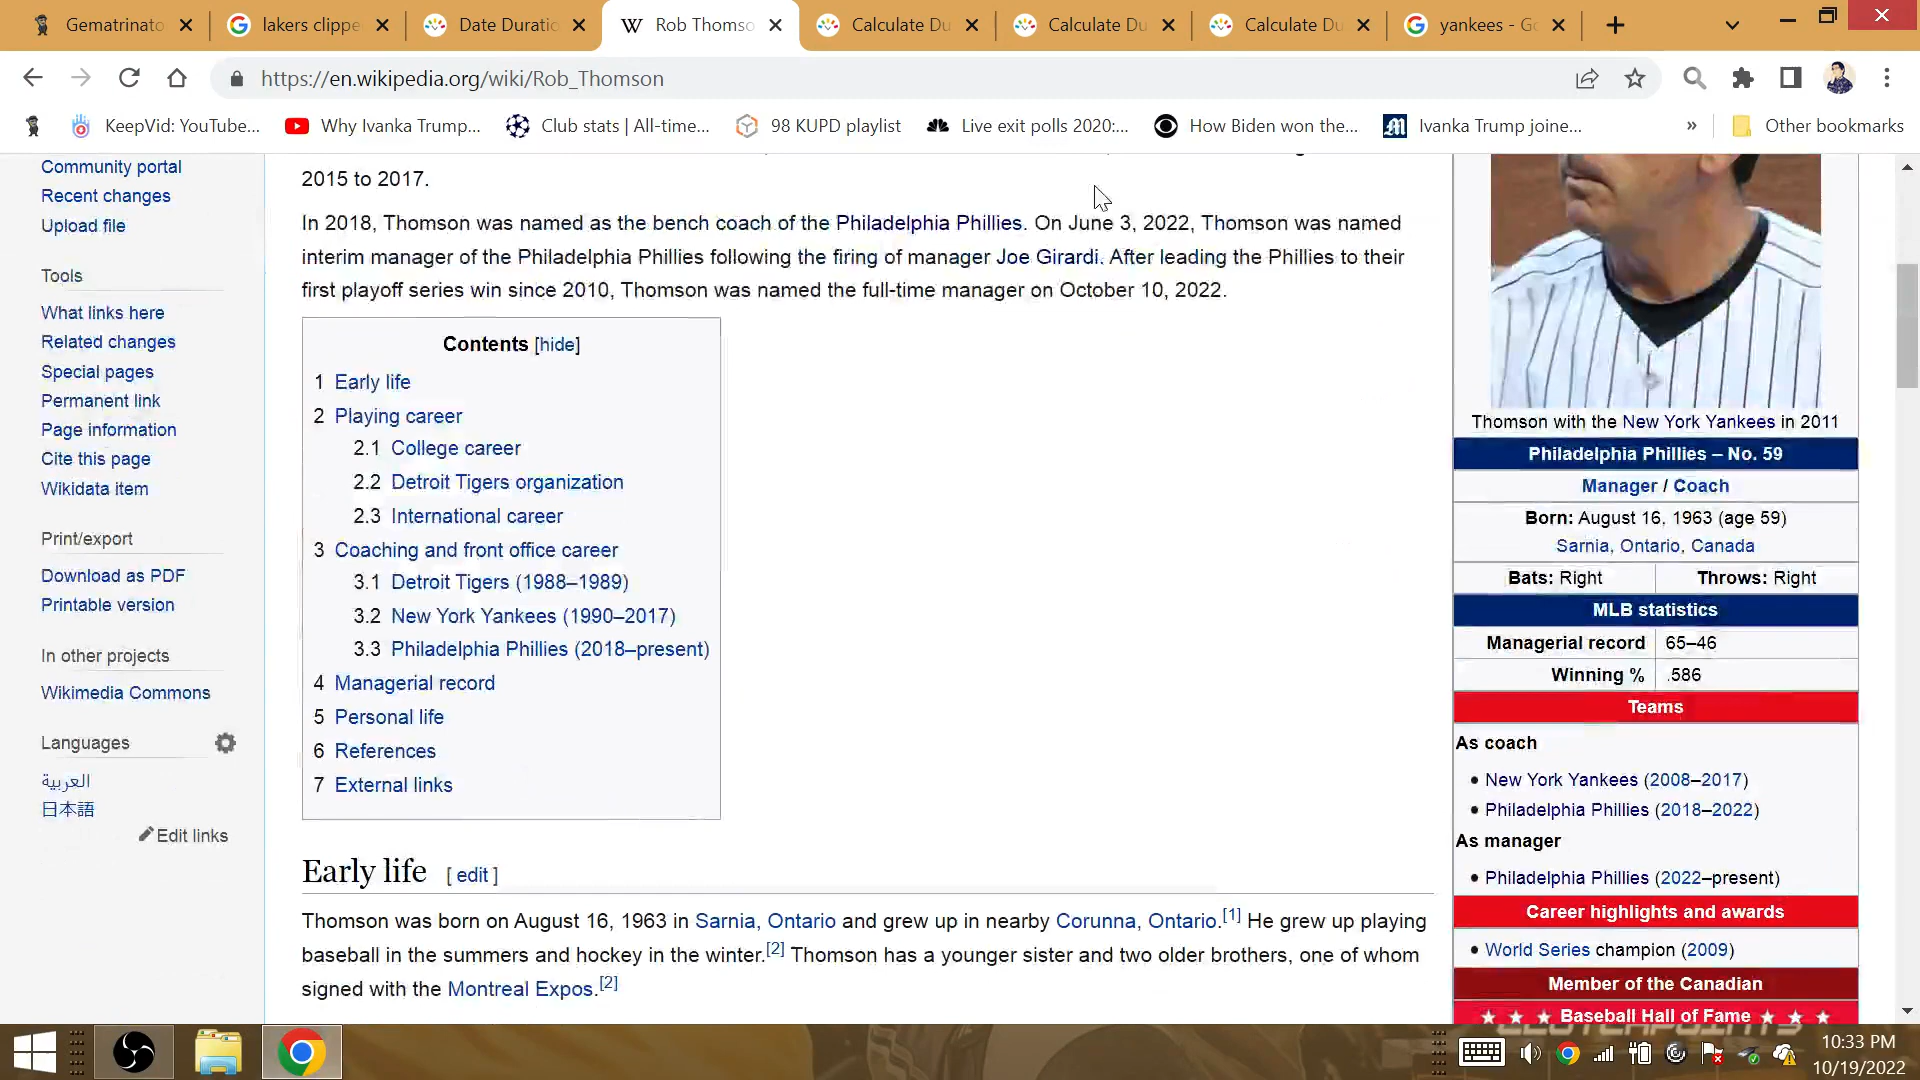 Gematrinato
lakers clippe
Date Duratio
Rob Thomso
Calculate Du
Calculate Du
Calculate Du
yankees - Go
https://en.wikipedia.org/wiki/Rob_Thomson
KeepVid: YouTube...
Why Ivanka Trump...
Club stats | All-time...
98 KUPD playlist
Live exit polls 2020:...
How Biden won the...
Ivanka Trump joine...
»
Other bookmarks
Community portal
Recent changes
Upload file
Tools
What links here
Related changes
Special pages
Permanent link
Page information
Cite this page
Wikidata item
Print/export
Download as PDF
Printable version
In other projects
Wikimedia Commons
Languages
العربية
日本語
Edit links
2015 to 2017.
In 2018, Thomson was named as the bench coach of the Philadelphia Phillies. On June 3, 2022, Thomson was named
interim manager of the Philadelphia Phillies following the firing of manager Joe Girardi. After leading the Phillies to their
first playoff series win since 2010, Thomson was named the full-time manager on October 10, 2022.
Contents [hide]
1 Early life
2 Playing career
2.1 College career
2.2 Detroit Tigers organization
2.3 International career
3 Coaching and front office career
3.1 Detroit Tigers (1988–1989)
3.2 New York Yankees (1990–2017)
3.3 Philadelphia Phillies (2018–present)
4 Managerial record
5 Personal life
6 References
7 External links
Early life [ edit ]
Thomson was born on August 16, 1963 in Sarnia, Ontario and grew up in nearby Corunna, Ontario.[1] He grew up playing
baseball in the summers and hockey in the winter.[2] Thomson has a younger sister and two older brothers, one of whom
signed with the Montreal Expos.[2]
Thomson with the New York Yankees in 2011
Philadelphia Phillies – No. 59
Manager / Coach
Born: August 16, 1963 (age 59)
Sarnia, Ontario, Canada
Bats: Right Throws: Right
MLB statistics
Managerial record 65–46
Winning % .586
Teams
As coach
• New York Yankees (2008–2017)
• Philadelphia Phillies (2018–2022)
As manager
• Philadelphia Phillies (2022–present)
Career highlights and awards
• World Series champion (2009)
Member of the Canadian
★ ★ ★ Baseball Hall of Fame ★ ★ ★
10:33 PM
10/19/2022